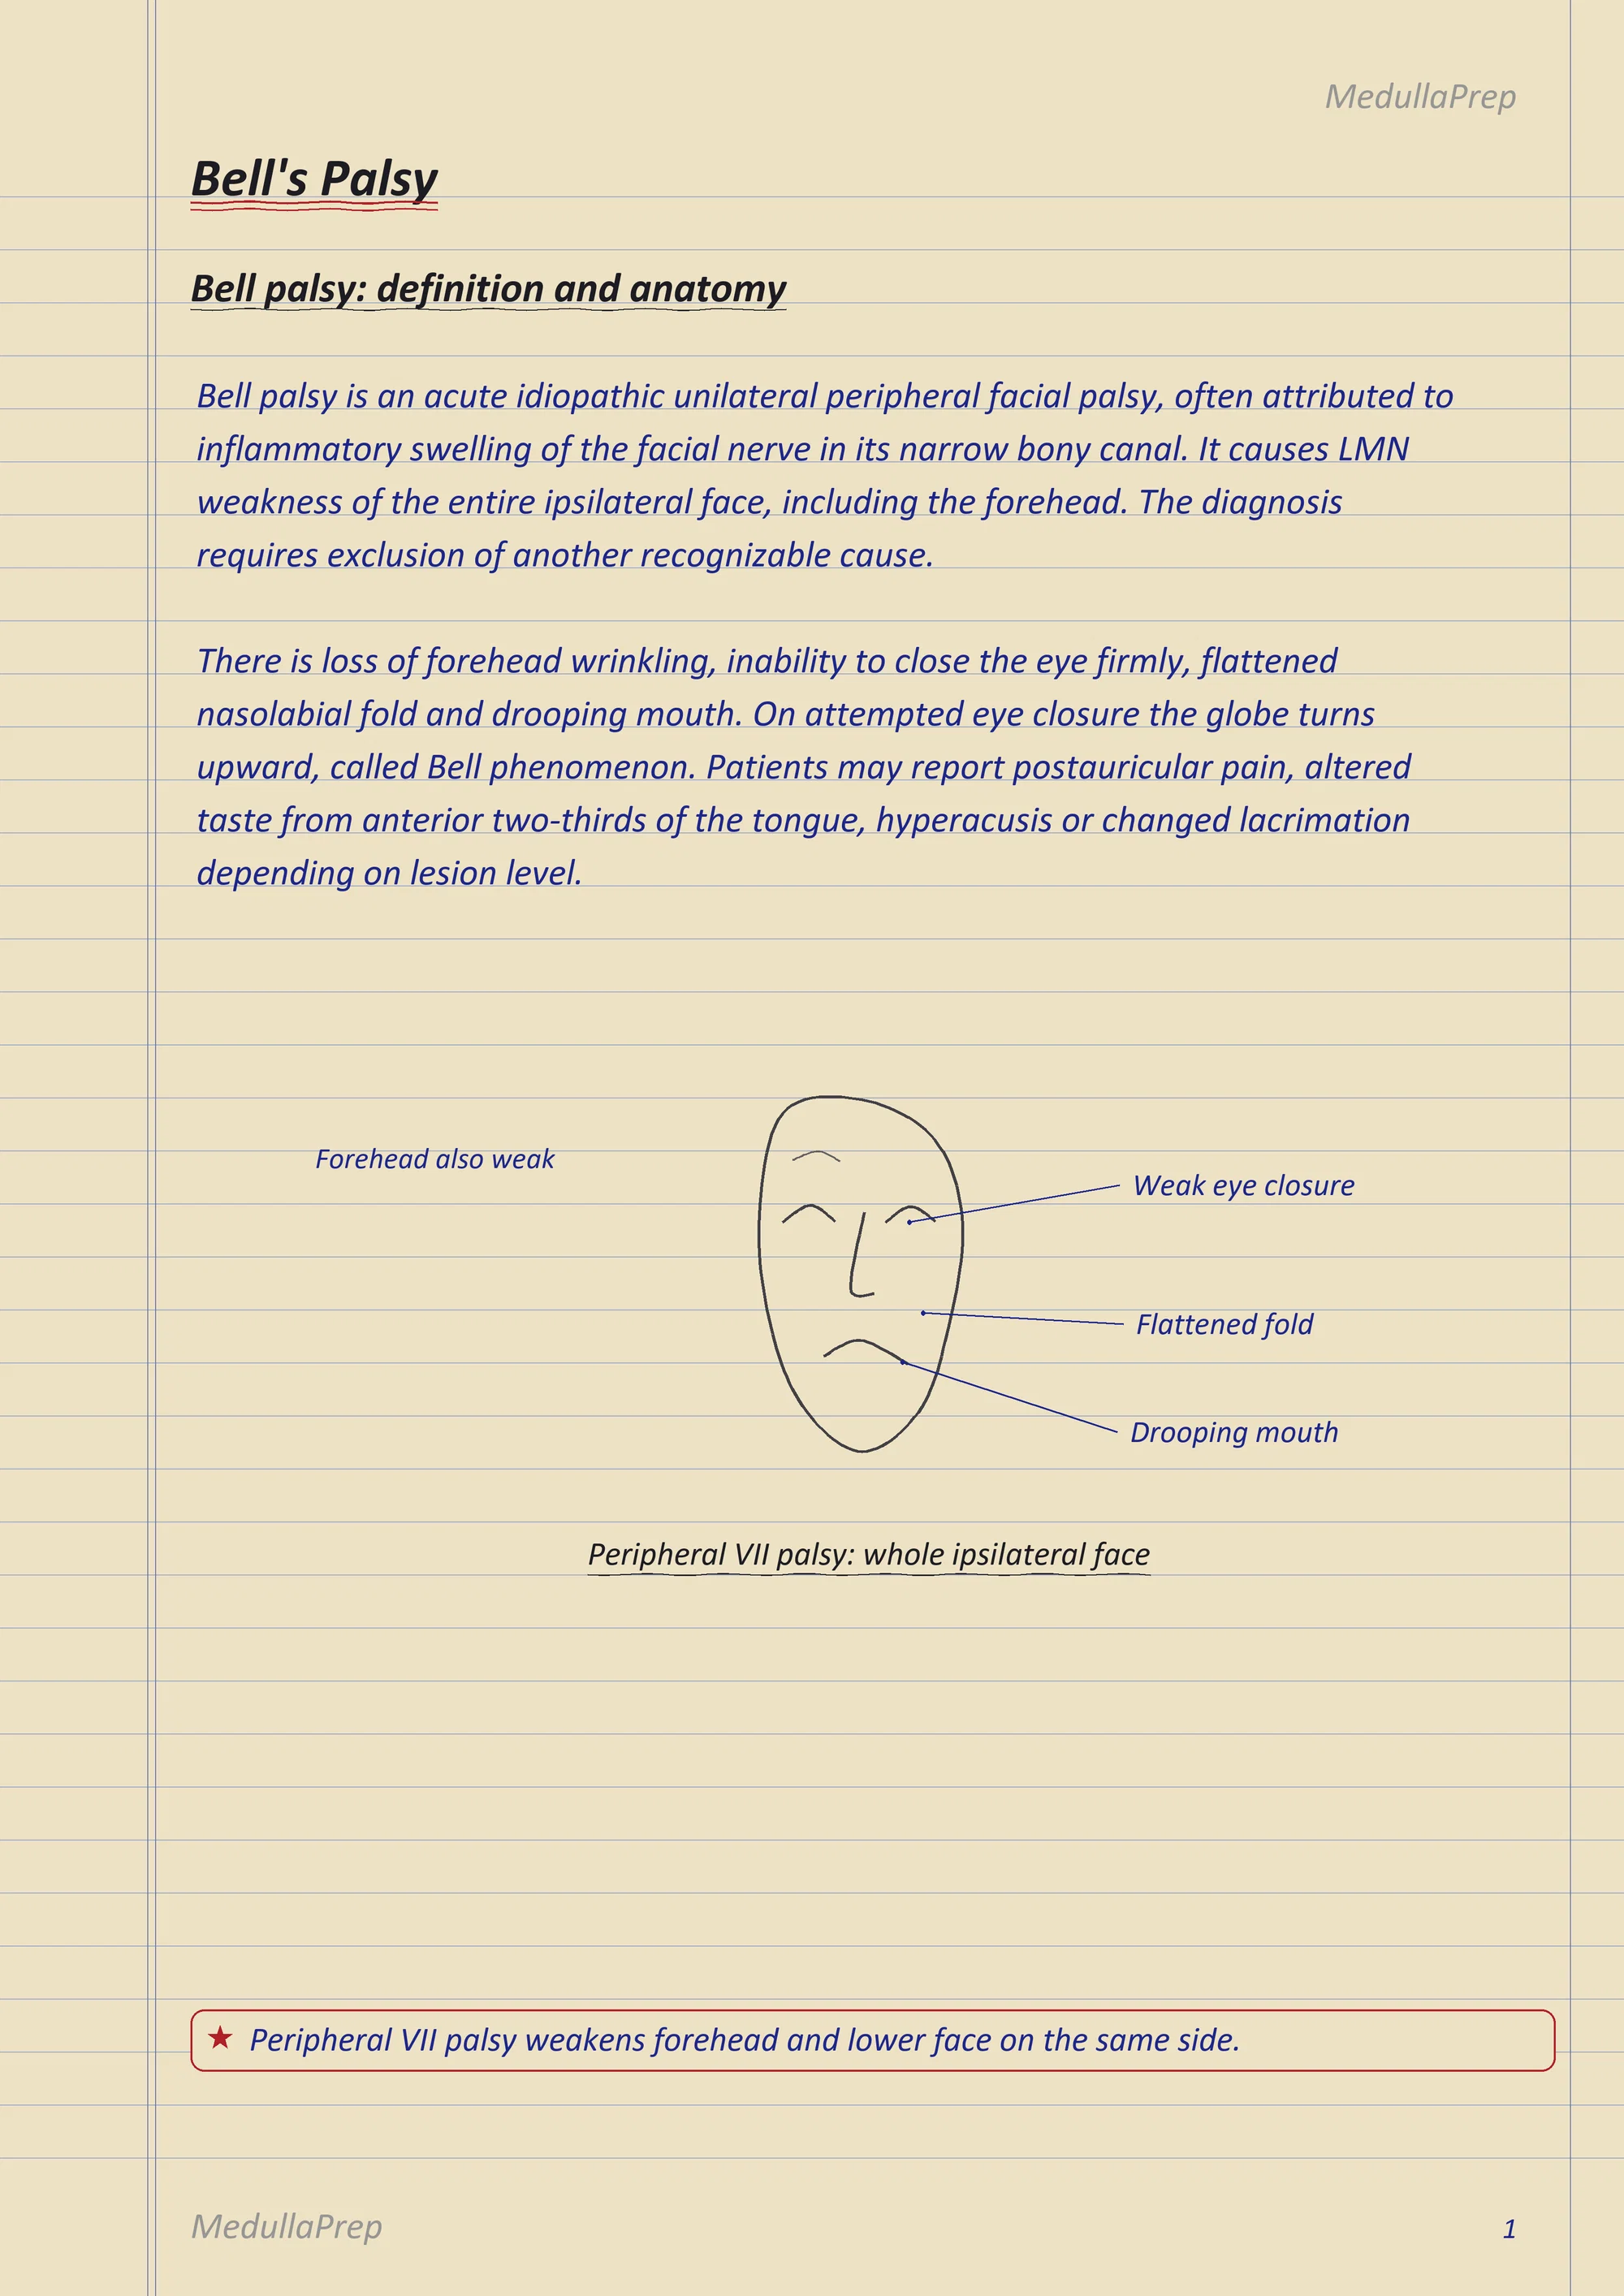 MedullaPrep
Bell's Palsy
Bell palsy: definition and anatomy
Bell palsy is an acute idiopathic unilateral peripheral facial palsy, often attributed to
inflammatory swelling of the facial nerve in its narrow bony canal. It causes LMN
weakness of the entire ipsilateral face, including the forehead. The diagnosis
requires exclusion of another recognizable cause.
There is loss of forehead wrinkling, inability to close the eye firmly, flattened
nasolabial fold and drooping mouth. On attempted eye closure the globe turns
upward, called Bell phenomenon. Patients may report postauricular pain, altered
taste from anterior two-thirds of the tongue, hyperacusis or changed lacrimation
depending on lesion level.
Forehead also weak
Weak eye closure
Flattened fold
Drooping mouth
Peripheral VII palsy: whole ipsilateral face
★ Peripheral VII palsy weakens forehead and lower face on the same side.
MedullaPrep
1